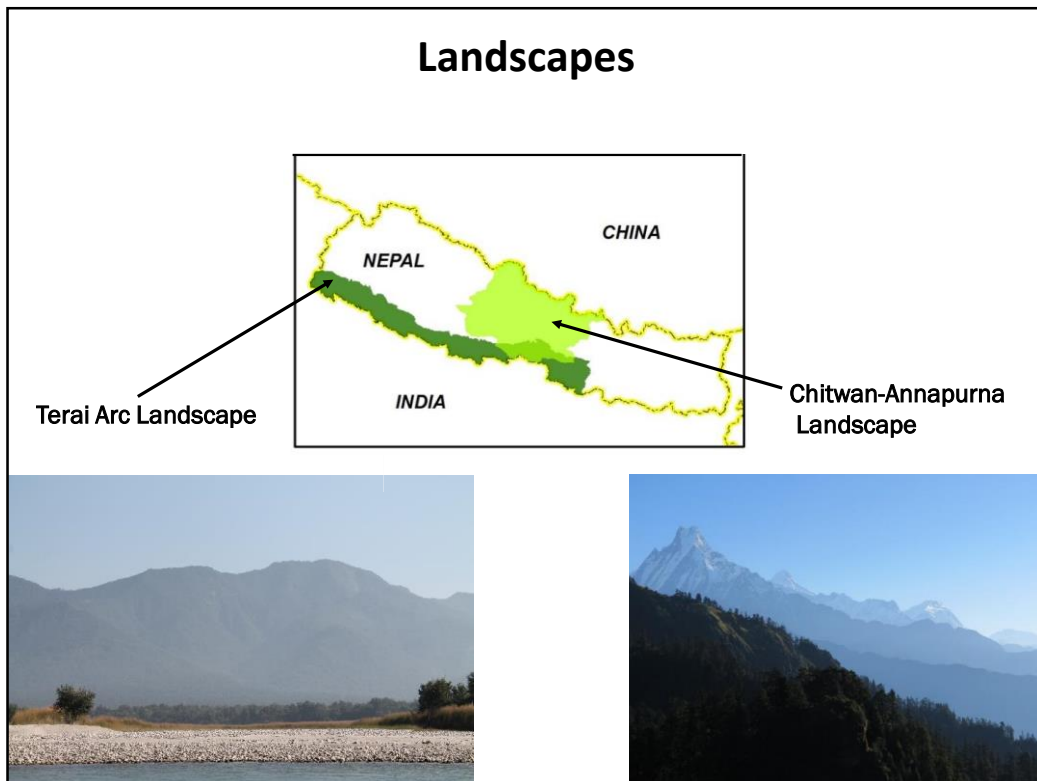 Landscapes
CHINA
NEPAL
INDIA
Terai Arc Landscape
Chitwan-Annapurna
Landscape